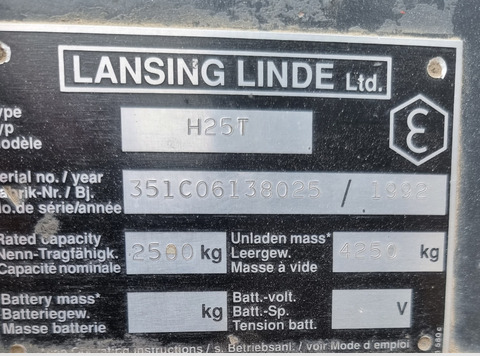 LANSING LINDE Ltd.
ype
yp
odèle
H25T
erial no. / year
abrik-Nr. / Bj.
o.de série/année
351C06138025 / 1992
Rated capacity
Nenn-Tragfähigk.
Capacité nominale
2500 kg
Unladen mass*
Leergew.
Masse à vide
4250 kg
Battery mass*
Batteriegew.
Masse batterie
kg
Batt.-volt.
Batt.-Sp.
Tension batt.
V
Operating Instructions / s. Betriebsanl. / voir Mode d emploi